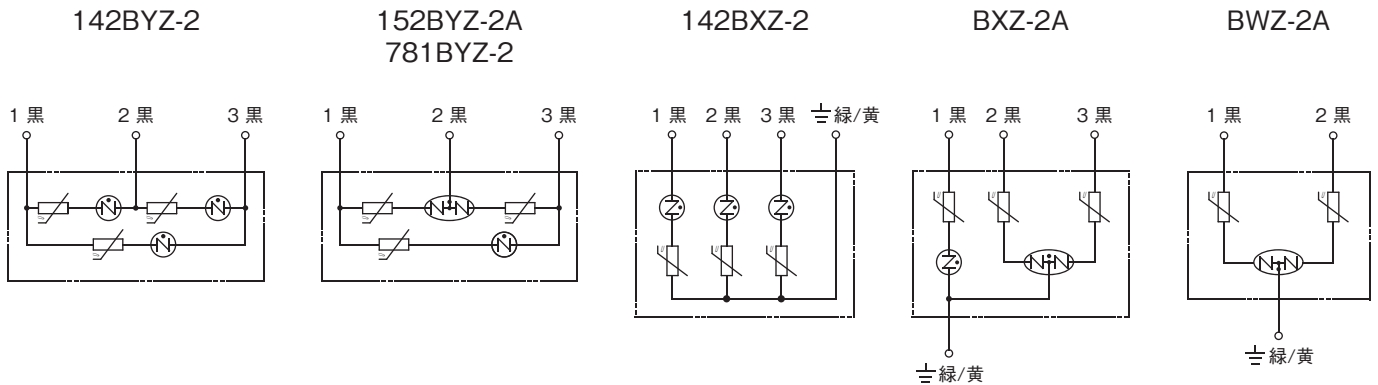 142BYZ-2
152BYZ-2A
781BYZ-2
142BXZ-2
BXZ-2A
BWZ-2A
1 黒 2 黒 3 黒
1 黒 2 黒 3 黒
1 黒 2 黒 3 黒 緑/黄
1 黒 2 黒 3 黒
1 黒 2 黒
緑/黄
緑/黄